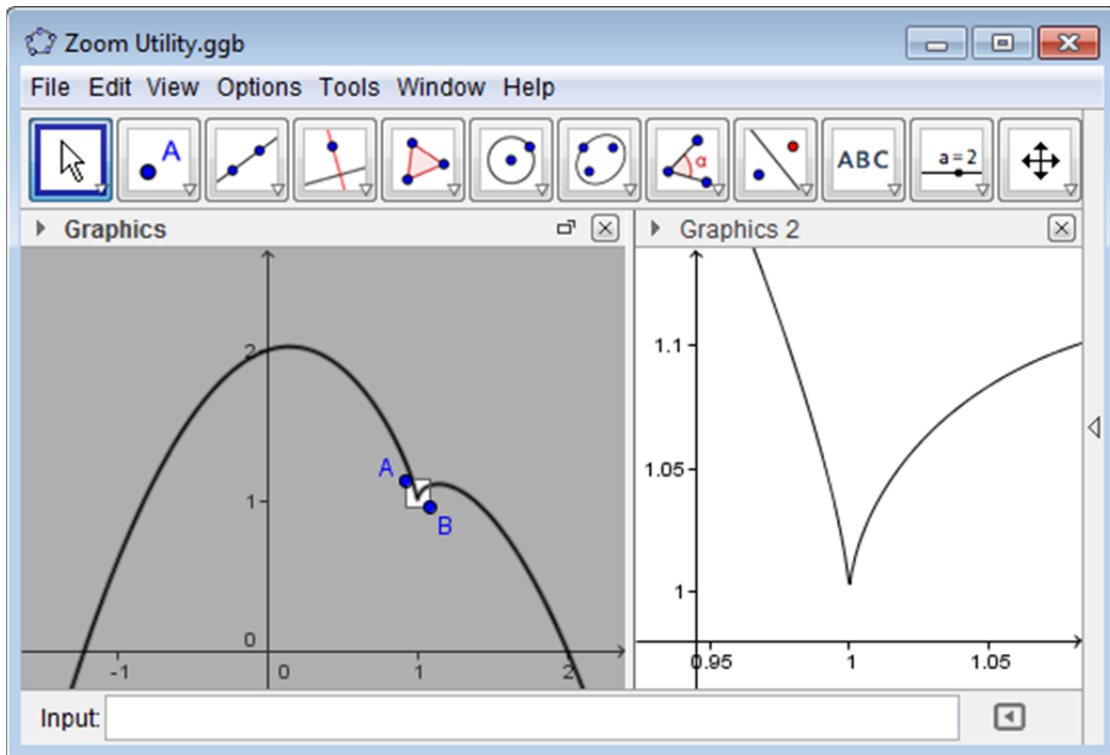 Zoom Utility.ggb
File Edit View Options Tools Window Help
A α ABC a=2
Graphics
Graphics 2
2
1
0
-1 0 1 2
A
B
1.1
1.05
1
0.95 1 1.05
Input: